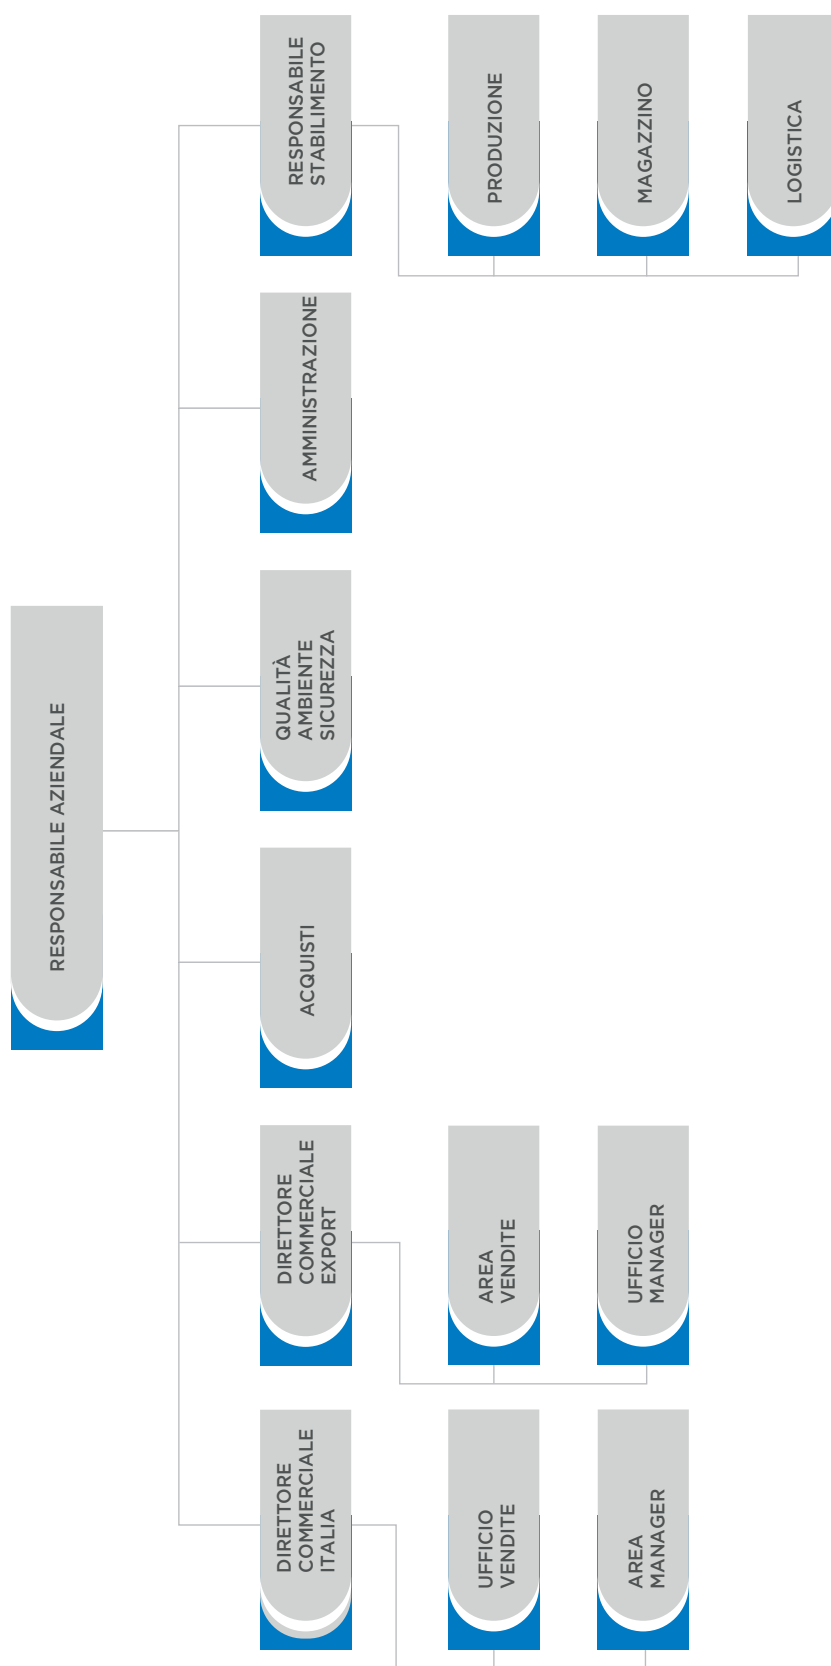 RESPONSABILE AZIENDALE
DIRETTORE
COMMERCIALE
ITALIA
UFFICIO
VENDITE
AREA
MANAGER
DIRETTORE
COMMERCIALE
EXPORT
AREA
VENDITE
UFFICIO
MANAGER
ACQUISTI
QUALITÀ
AMBIENTE
SICUREZZA
AMMINISTRAZIONE
RESPONSABILE
STABILIMENTO
PRODUZIONE
MAGAZZINO
LOGISTICA